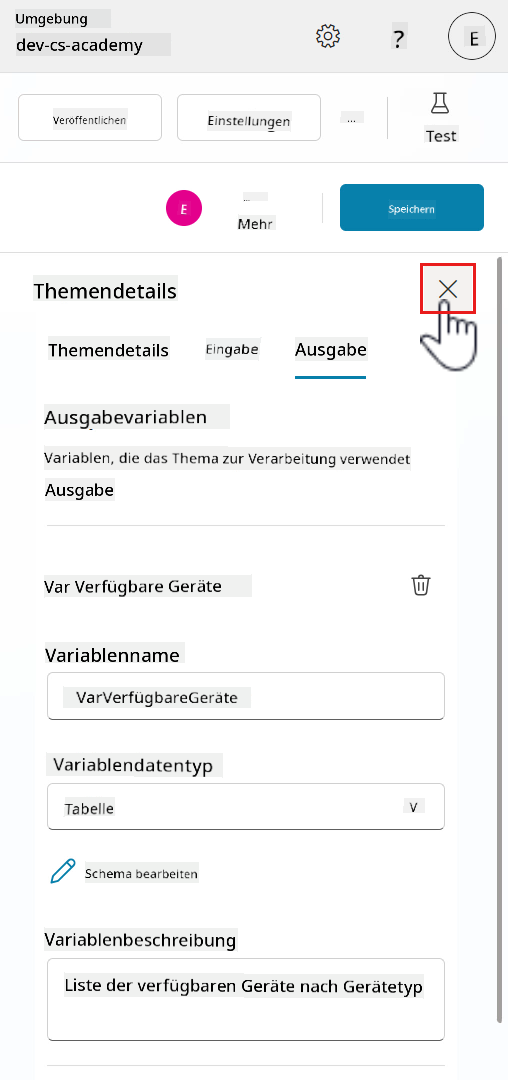 Umgebung
dev-cs-academy
?
E
Veröffentlichen
Einstellungen
...
Test
E
...
Mehr
Speichern
Themendetails
Themendetails
Eingabe
Ausgabe
Ausgabevariablen
Variablen, die das Thema zur Verarbeitung verwendet
Ausgabe
Var Verfügbare Geräte
Variablenname
VarVerfügbareGeräte
Variablendatentyp
Tabelle
V
Schema bearbeiten
Variablenbeschreibung
Liste der verfügbaren Geräte nach Gerätetyp